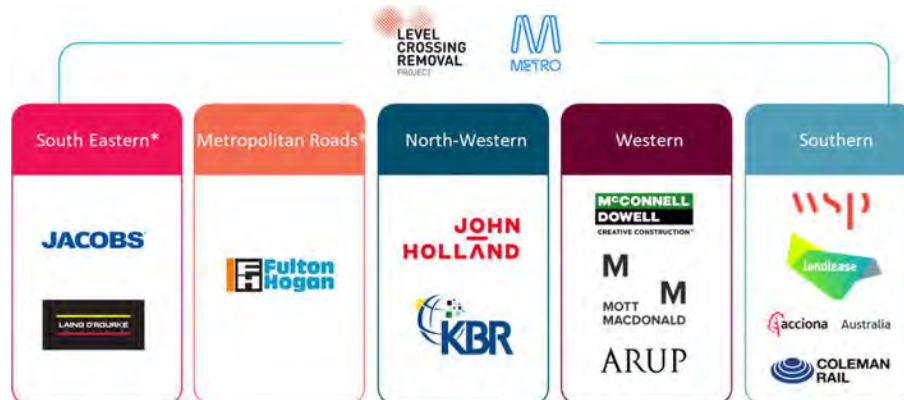 LEVEL
CROSSING
REMOVAL
PROJECT
METRO
South Eastern*
Metropolitan Roads*
North-Western
Western
Southern
JACOBS
LAING O'ROURKE
Fulton
Hogan
JOHN
HOLLAND
KBR
MCCONNELL
DOWELL
CREATIVE CONSTRUCTION™
M
M
MOTT
MACDONALD
ARUP
wsp
lendlease
acciona Australia
COLEMAN
RAIL